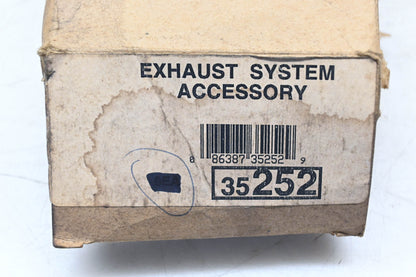 EXHAUST SYSTEM
ACCESSORY
0 86387 35252 9
35252